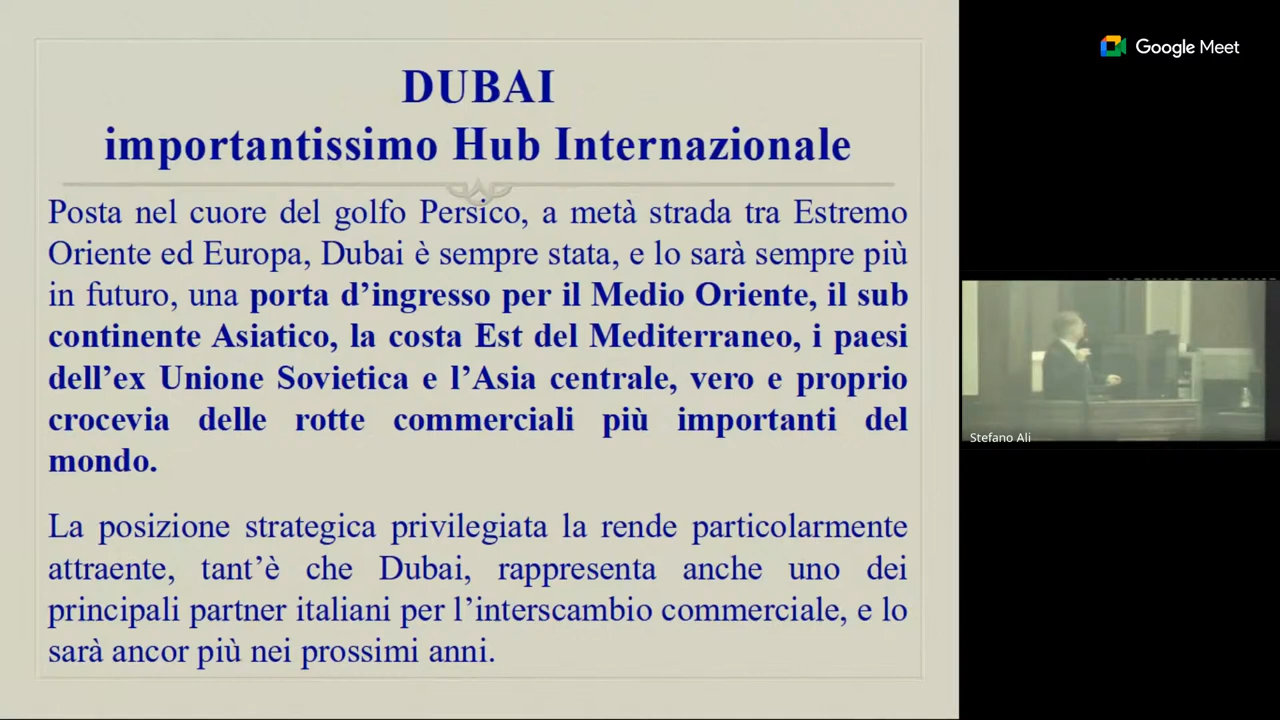 DUBAI
importantissimo Hub Internazionale
Posta nel cuore del golfo Persico, a metà strada tra Estremo
Oriente ed Europa, Dubai è sempre stata, e lo sarà sempre più
in futuro, una porta d’ingresso per il Medio Oriente, il sub
continente Asiatico, la costa Est del Mediterraneo, i paesi
dell’ex Unione Sovietica e l’Asia centrale, vero e proprio
crocevia delle rotte commerciali più importanti del
mondo.
La posizione strategica privilegiata la rende particolarmente
attraente, tant’è che Dubai, rappresenta anche uno dei
principali partner italiani per l’interscambio commerciale, e lo
sarà ancor più nei prossimi anni.
Google Meet
Stefano Ali